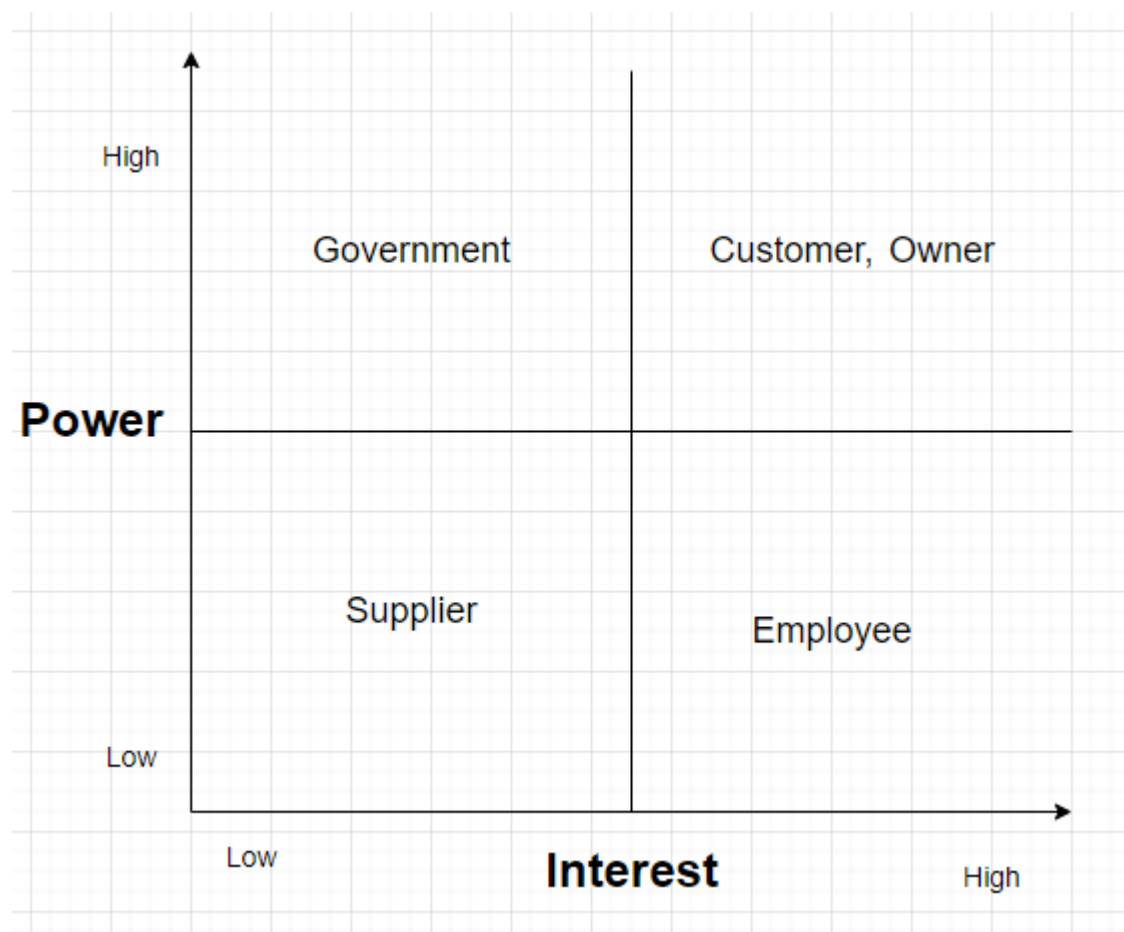 High
Government
Customer, Owner
Power
Supplier
Employee
Low
Low
Interest
High